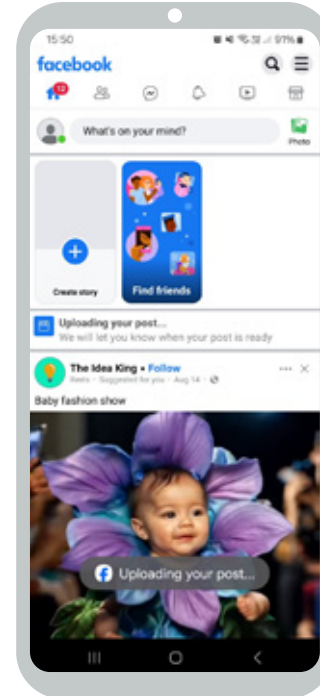 15:50
97%
facebook
12
What's on your mind?
Photo
Create story
Find friends
Uploading your post...
We will let you know when your post is ready
The Idea King • Follow
Suggested for you · Aug 14 ·
Baby fashion show
Uploading your post...